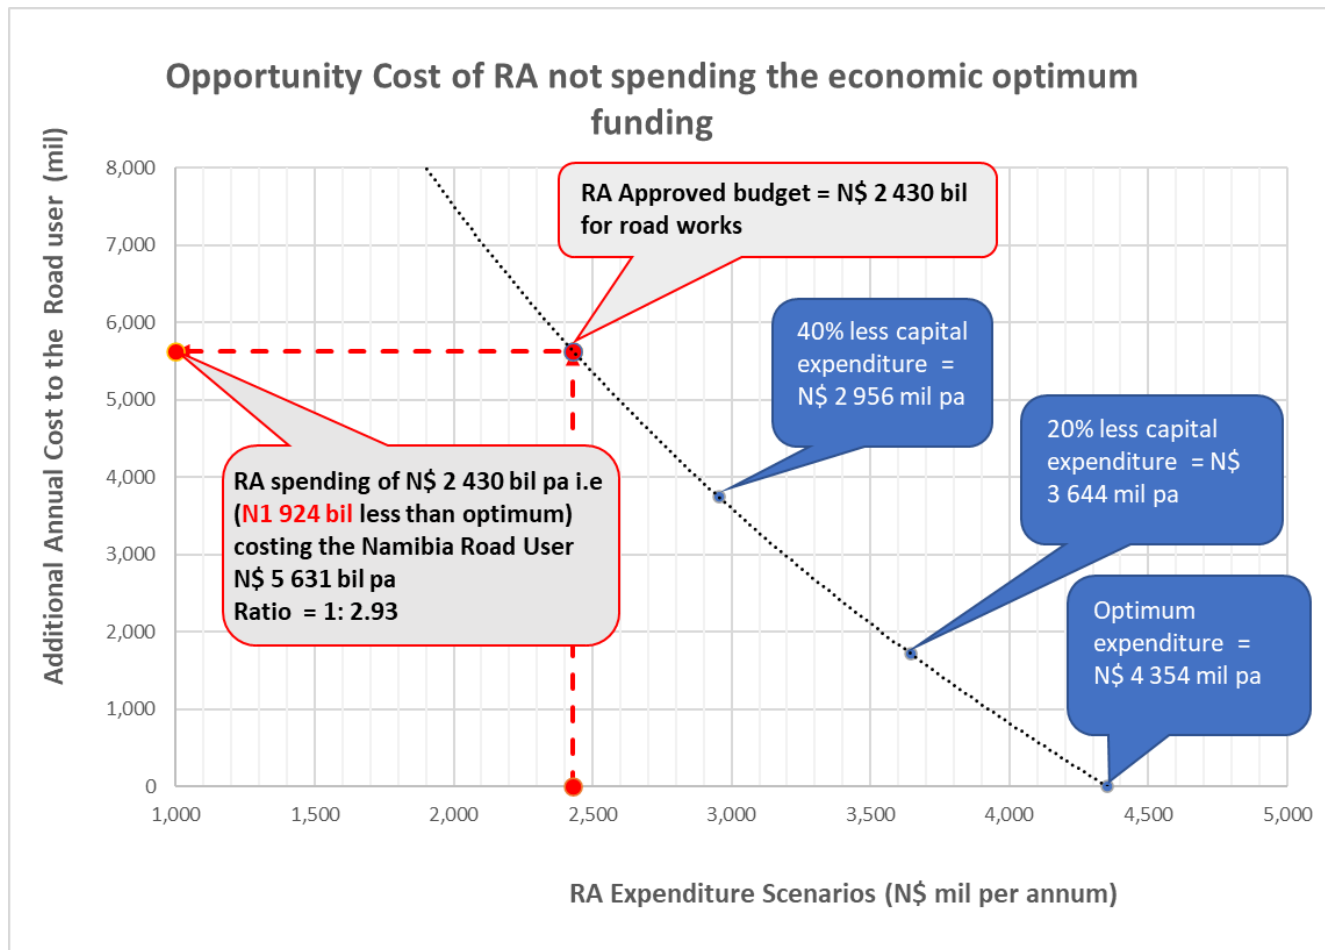 Opportunity Cost of RA not spending the economic optimum
funding
Additional Annual Cost to the Road user (mil)
8,000
7,000
6,000
5,000
4,000
3,000
2,000
1,000
0
RA Approved budget = N$ 2 430 bil
for road works
40% less capital
expenditure =
N$ 2 956 mil pa
20% less capital
expenditure = N$
3 644 mil pa
Optimum
expenditure =
N$ 4 354 mil pa
RA spending of N$ 2 430 bil pa i.e
(N1 924 bil less than optimum)
costing the Namibia Road User
N$ 5 631 bil pa
Ratio = 1: 2.93
1,000
1,500
2,000
2,500
3,000
3,500
4,000
4,500
5,000
RA Expenditure Scenarios (N$ mil per annum)